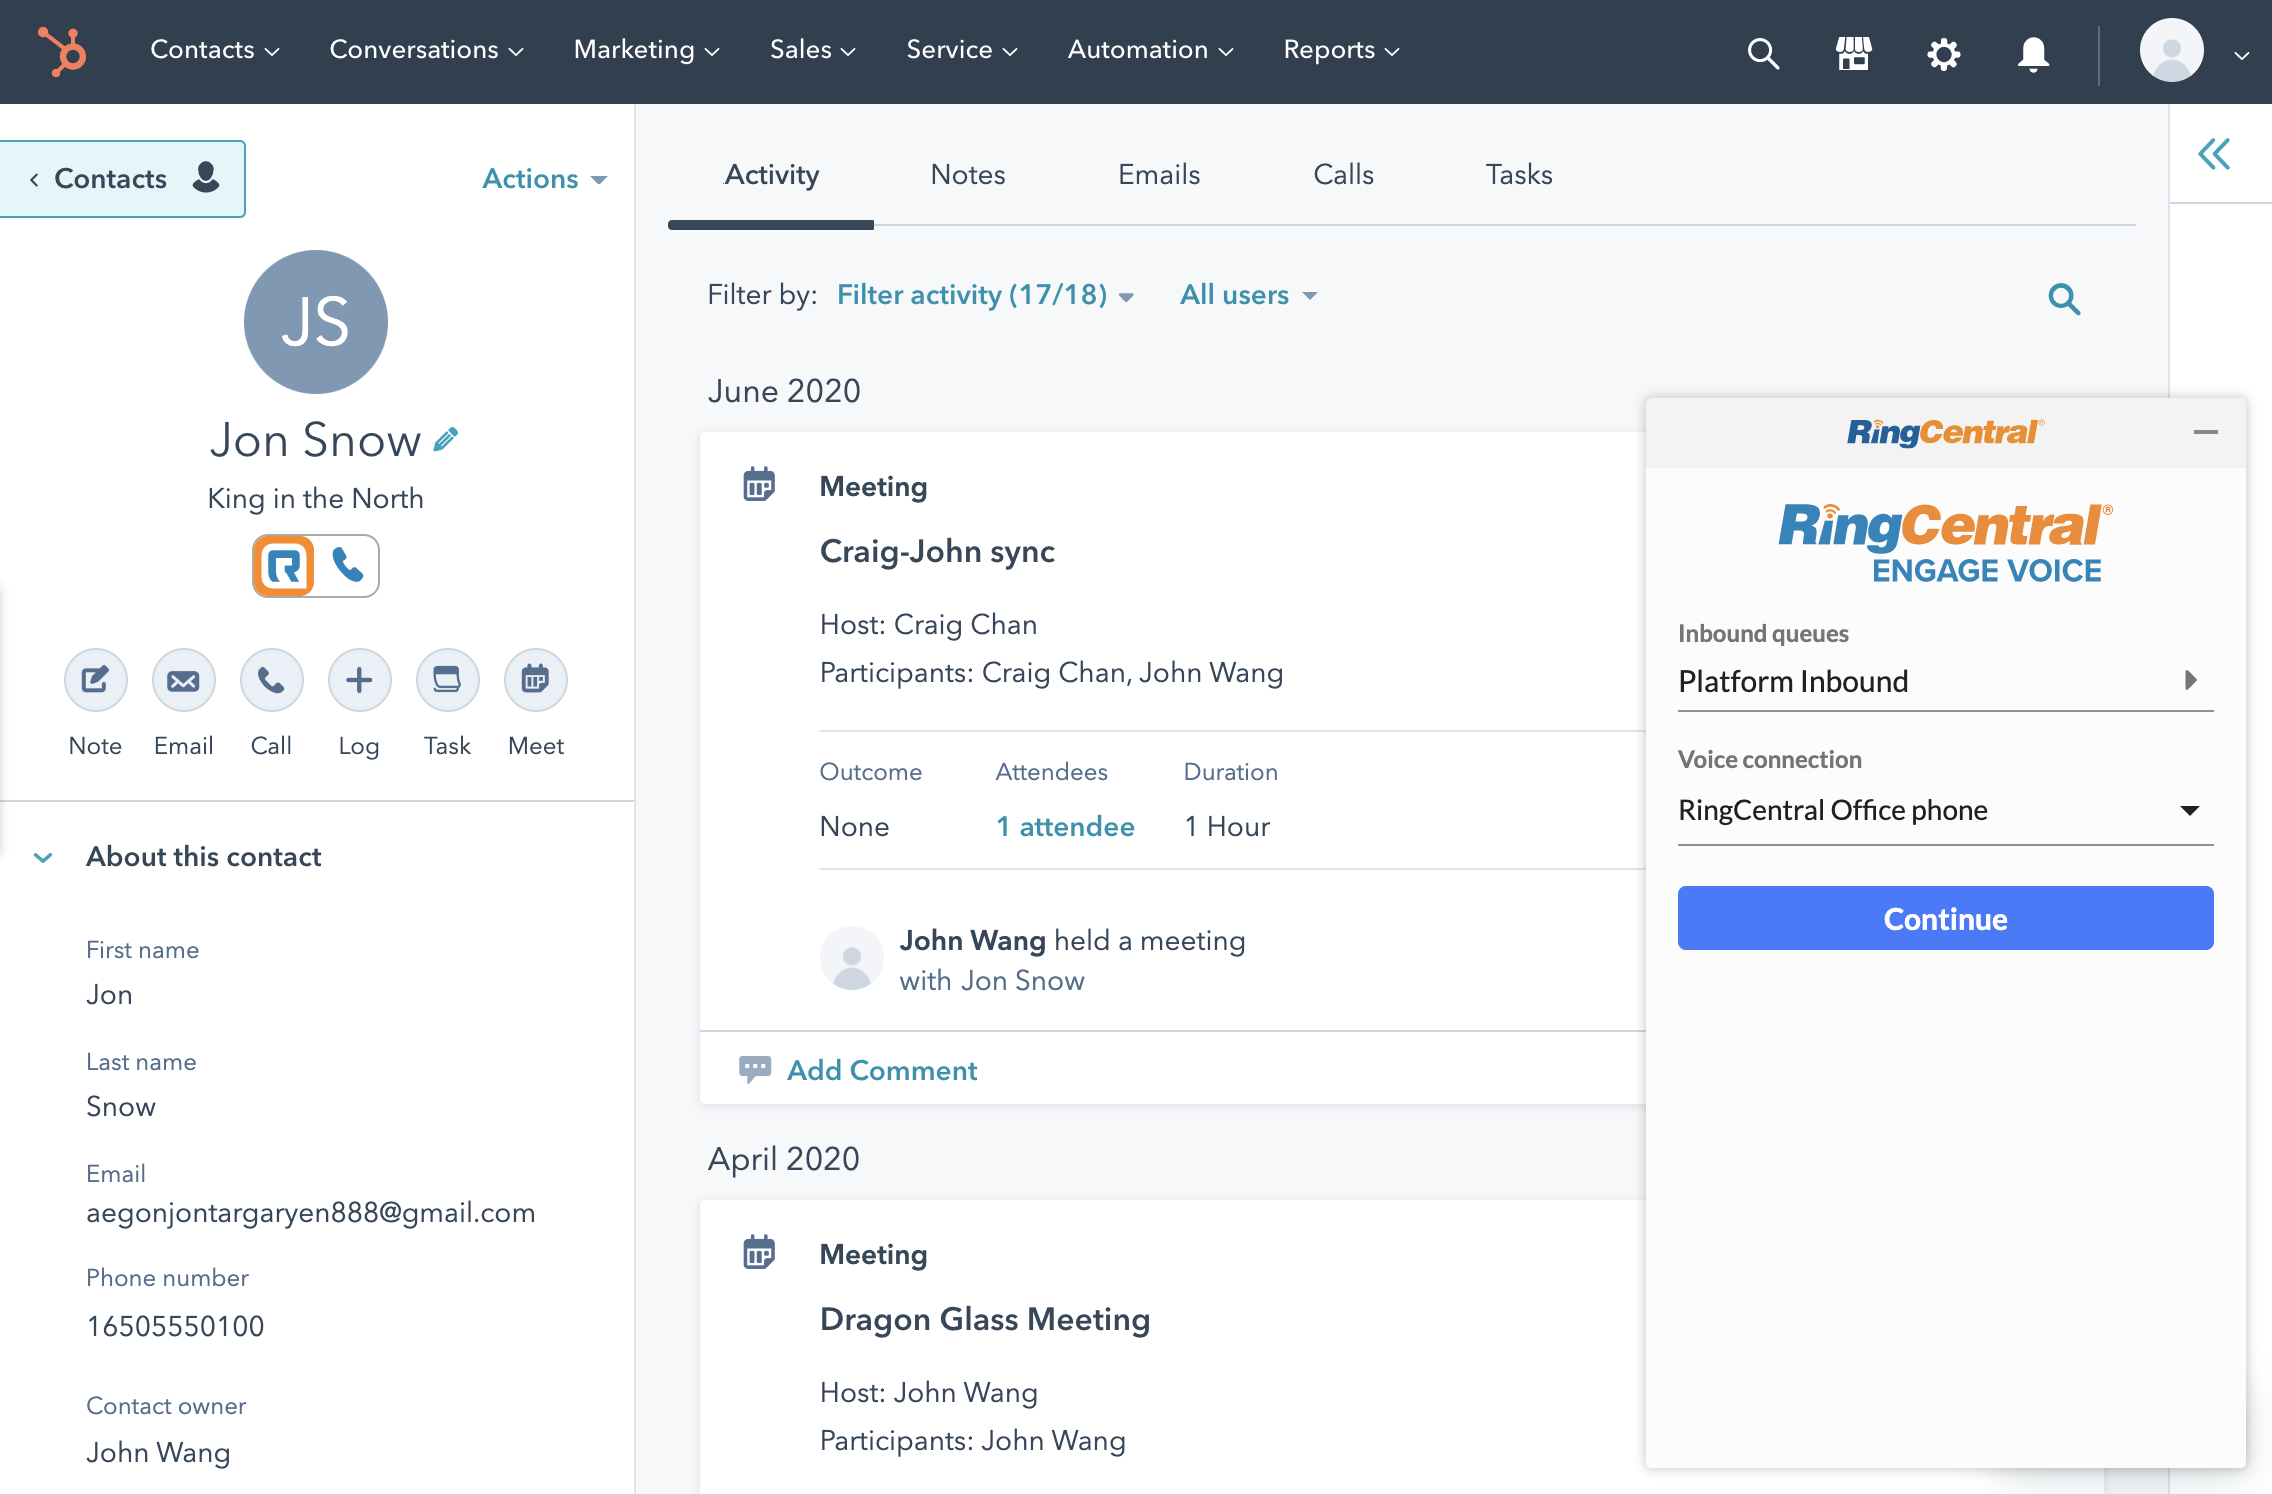 Contacts Conversations Marketing Sales Service Automation Reports
Contacts
Actions
JS
Jon Snow
King in the North
Note Email Call Log Task Meet
About this contact
First name
Jon
Last name
Snow
Email
aegonjontargaryen888@gmail.com
Phone number
16505550100
Contact owner
John Wang
Activity Notes Emails Calls Tasks
Filter by: Filter activity (17/18) All users
June 2020
Meeting
Craig-John sync
Host: Craig Chan
Participants: Craig Chan, John Wang
Outcome Attendees Duration
None 1 attendee 1 Hour
John Wang held a meeting
with Jon Snow
Add Comment
April 2020
Meeting
Dragon Glass Meeting
Host: John Wang
Participants: John Wang
RingCentral®
RingCentral®
ENGAGE VOICE
Inbound queues
Platform Inbound
Voice connection
RingCentral Office phone
Continue